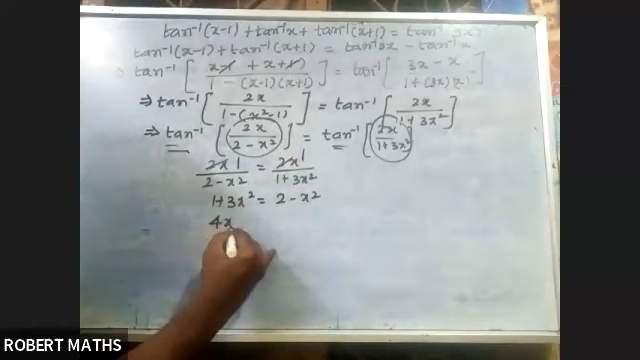 tan⁻¹(x-1) + tan⁻¹x + tan⁻¹(x+1) = tan⁻¹(3x)
tan⁻¹(x-1) + tan⁻¹(x+1) = tan⁻¹3x - tan⁻¹x
tan⁻¹[ x-1 + x+1 / 1 - (x-1)(x+1) ] = tan⁻¹[ 3x - x / 1+(3x)(x) ]
⇒ tan⁻¹[ 2x / 1-(x²-1) ] = tan⁻¹[ 2x / 1+3x² ]
⇒ tan⁻¹[ 2x / 2-x² ] = tan⁻¹[ 2x / 1+3x² ]
2x 1 / 2-x² = 2x 1 / 1+3x²
1+3x² = 2-x²
4x
ROBERT MATHS